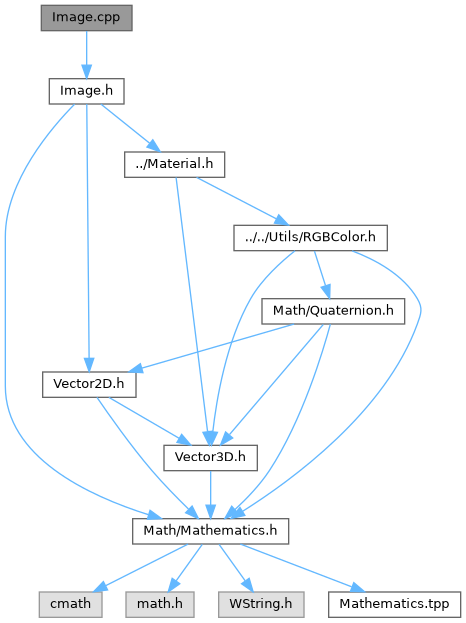 Image.cpp
Image.h
../Material.h
../../Utils/RGBColor.h
Math/Quaternion.h
Vector2D.h
Vector3D.h
Math/Mathematics.h
cmath
math.h
WString.h
Mathematics.tpp